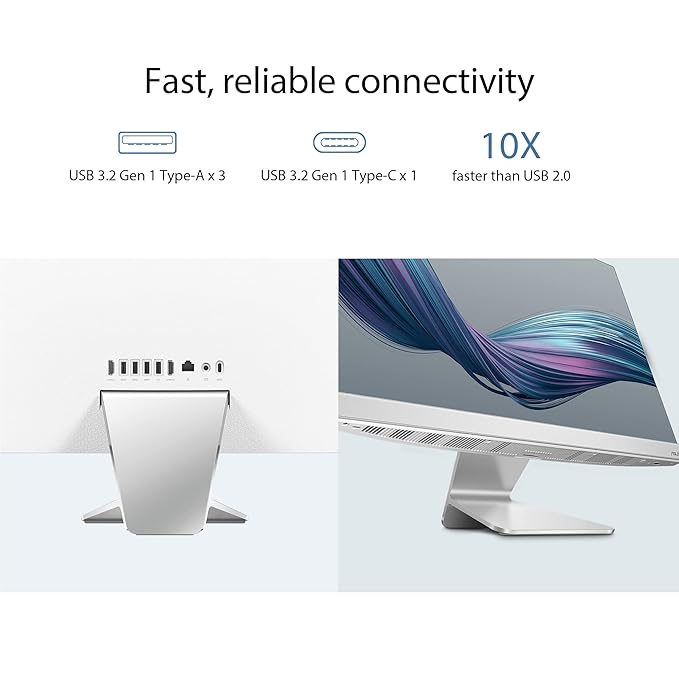 Fast, reliable connectivity
USB 3.2 Gen 1 Type-A x 3
USB 3.2 Gen 1 Type-C x 1
10X
faster than USB 2.0